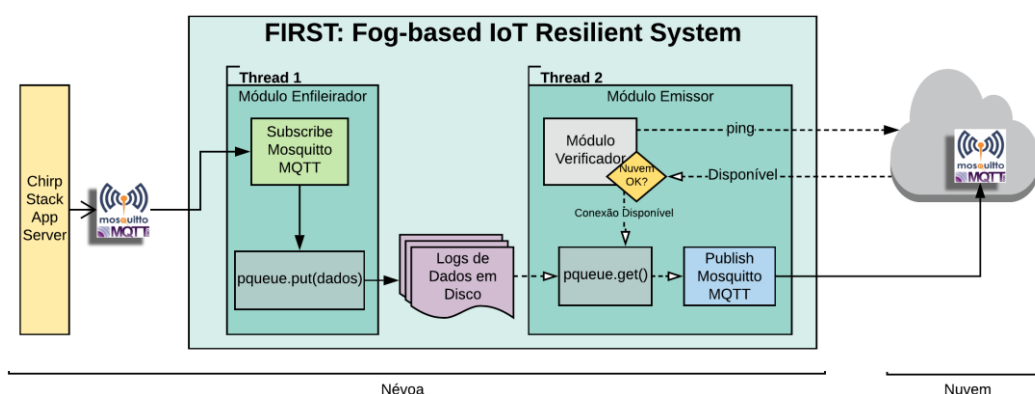 FIRST: Fog-based IoT Resilient System
Thread 1
Módulo Enfileirador
Subscribe
Mosquitto
MQTT
pqueue.put(dados)
Chirp
Stack
App
Server
mosquitto
MQTT
Logs de
Dados em
Disco
Thread 2
Módulo Emissor
Módulo
Verificador
Nuvem
OK?
Conexão Disponível
pqueue.get()
Publish
Mosquitto
MQTT
ping
Disponível
mosquitto
MQTT
Névoa
Nuvem